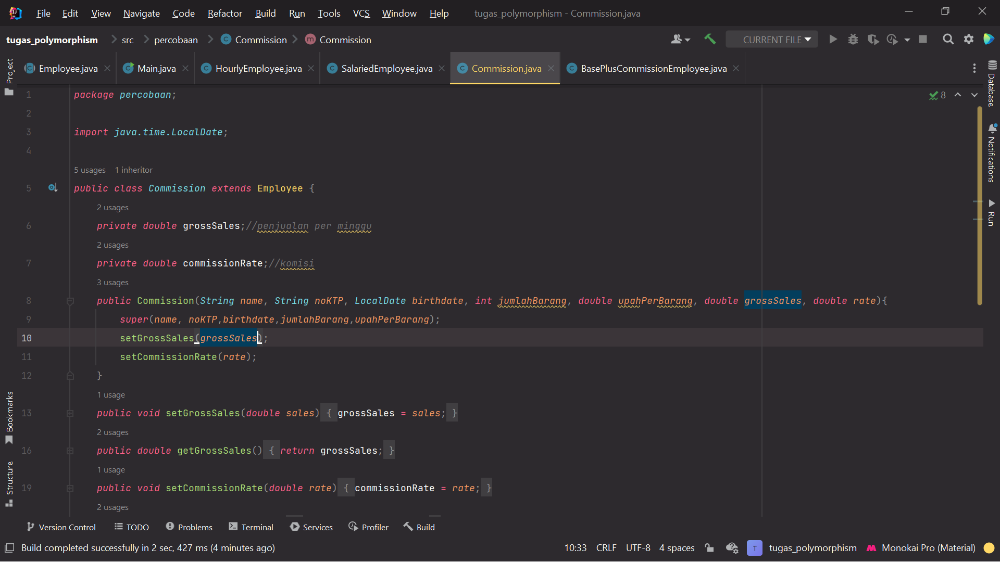 File Edit View Navigate Code Refactor Build Run Tools VCS Window Help tugas_polymorphism - Commission.java
tugas_polymorphism src percobaan C Commission m Commission CURRENT FILE
Project
C Employee.java C Main.java C HourlyEmployee.java C SalariedEmployee.java C Commission.java C BasePlusCommissionEmployee.java
Database
Notifications
Run
8
1 package percobaan;
2
3 import java.time.LocalDate;
4
5 usages 1 inheritor
5 public class Commission extends Employee {
2 usages
6 private double grossSales;//penjualan per minggu
2 usages
7 private double commissionRate;//komisi
3 usages
8 public Commission(String name, String noKTP, LocalDate birthdate, int jumlahBarang, double upahPerBarang, double grossSales, double rate){
9 super(name, noKTP,birthdate,jumlahBarang,upahPerBarang);
10 setGrossSales(grossSales);
11 setCommissionRate(rate);
12 }
1 usage
13 public void setGrossSales(double sales) { grossSales = sales; }
2 usages
16 public double getGrossSales() { return grossSales; }
1 usage
19 public void setCommissionRate(double rate) { commissionRate = rate; }
2 usages
Bookmarks
Structure
Version Control TODO Problems Terminal Services Profiler Build
Build completed successfully in 2 sec, 427 ms (4 minutes ago) 10:33 CRLF UTF-8 4 spaces T tugas_polymorphism Monokai Pro (Material)